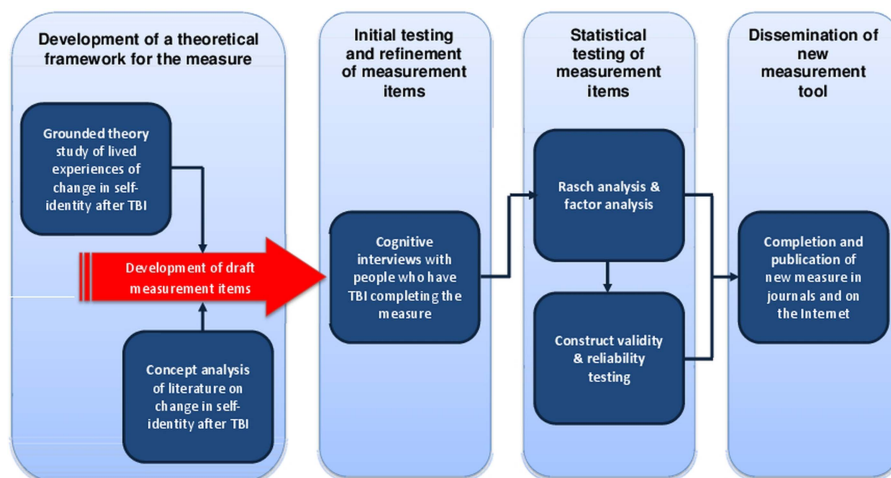 Development of a theoretical
framework for the measure
Grounded theory
study of lived
experiences of
change in self-
identity after TBI
Development of draft
measurement items
Concept analysis
of literature on
change in self-
identity after TBI
Initial testing
and refinement
of measurement
items
Cognitive
interviews with
people who have
TBI completing the
measure
Statistical
testing of
measurement
items
Rasch analysis &
factor analysis
Construct validity
& reliability
testing
Dissemination of
new
measurement
tool
Completion and
publication of
new measure in
journals and on
the Internet